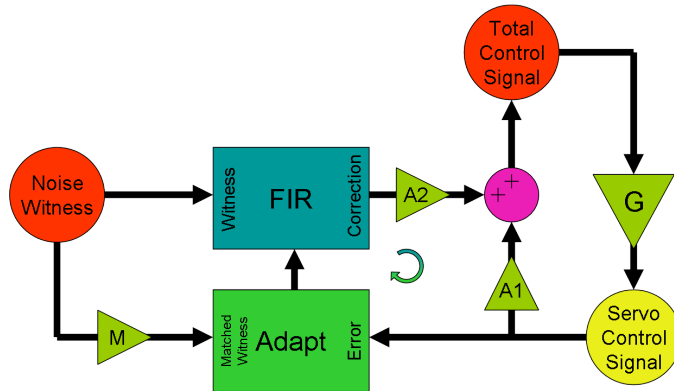 Total
Control
Signal
Noise
Witness
Witness
FIR
Correction
A2
+ +
G
A1
M
Matched
Witness
Adapt
Error
Servo
Control
Signal